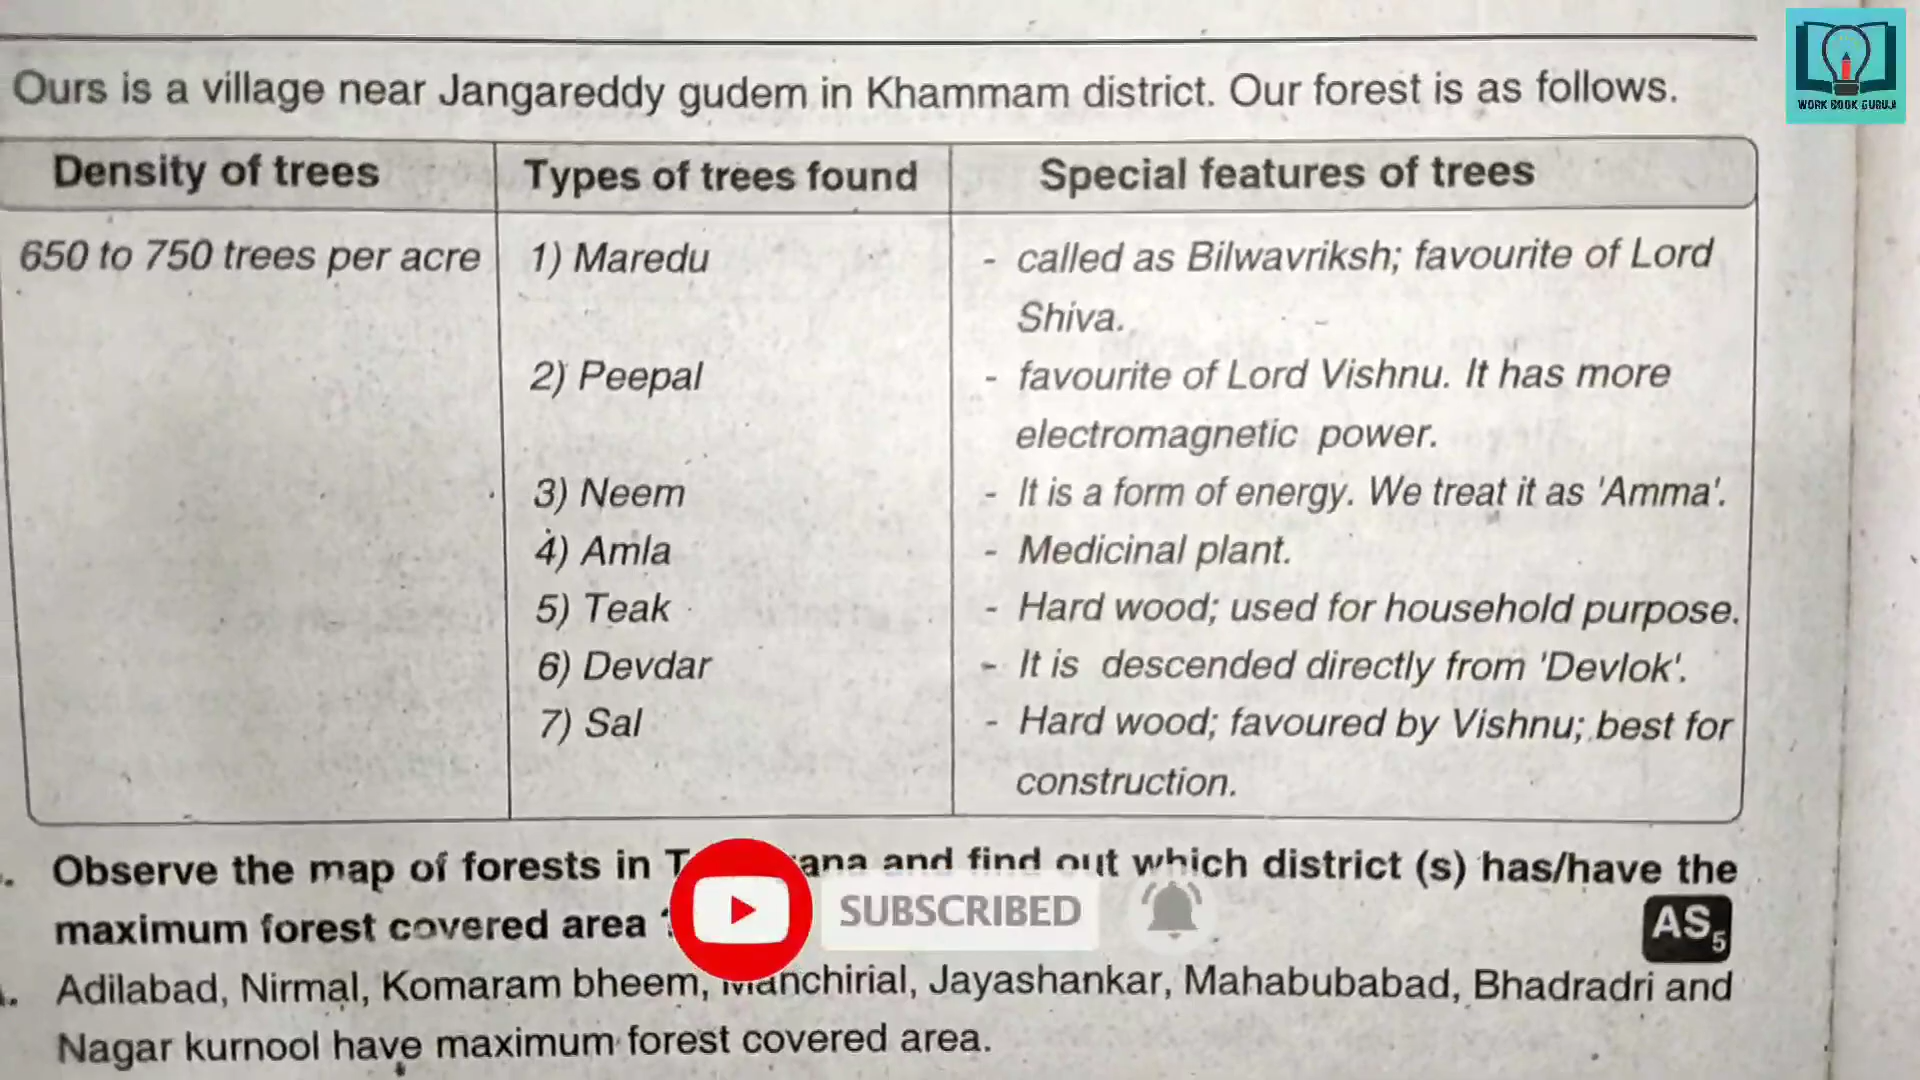 Ours is a village near Jangareddy gudem in Khammam district. Our forest is as follows.
WORK BOOK GURUJI
Density of trees Types of trees found Special features of trees
650 to 750 trees per acre 1) Maredu - called as Bilwavriksh; favourite of Lord
Shiva.
2) Peepal - favourite of Lord Vishnu. It has more
electromagnetic power.
3) Neem - It is a form of energy. We treat it as 'Amma'.
4) Amla - Medicinal plant.
5) Teak - Hard wood; used for household purpose.
6) Devdar - It is descended directly from 'Devlok'.
7) Sal - Hard wood; favoured by Vishnu; best for
construction.
Observe the map of forests in and find out which district (s) has/have the
maximum forest covered area
SUBSCRIBED
AS5
Adilabad, Nirmal, Komaram bheem, Manchirial, Jayashankar, Mahabubabad, Bhadradri and
Nagar kurnool have maximum forest covered area.